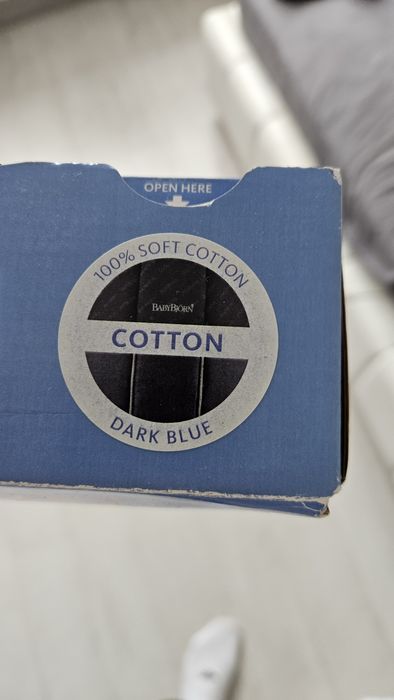 OPEN HERE
100% SOFT COTTON
BABYBJÖRN
COTTON
DARK BLUE